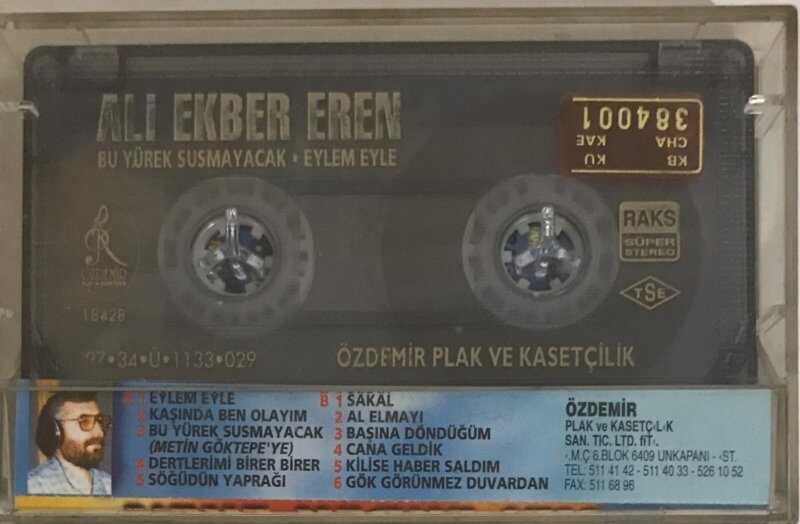 ALİ EKBER EREN
BU YÜREK SUSMAYACAK • EYLEM EYLE
384001
KB CHA
KU KAE
RAKS
SÜPER
STEREO
TSE
ÖZDEMİR
18428
97•34•Ü•1133•029
ÖZDEMİR PLAK VE KASETÇİLİK
A 1 EYLEM EYLE
2 KAŞINDA BEN OLAYIM
3 BU YÜREK SUSMAYACAK
(METİN GÖKTEPE'YE)
4 DERTLERİMİ BİRER BİRER
5 SÖĞÜDÜN YAPRAĞI
B 1 SAKAL
2 AL ELMAYI
3 BAŞINA DÖNDÜĞÜM
4 CANA GELDİK
5 KİLİSE HABER SALDIM
6 GÖK GÖRÜNMEZ DUVARDAN
ÖZDEMİR
PLAK ve KASETÇİLİK
SAN. TİC. LTD. ŞTİ.
İ.M.Ç 6.BLOK 6409 UNKAPANI - İST.
TEL: 511 41 42 - 511 40 33 - 526 10 52
FAX: 511 68 96